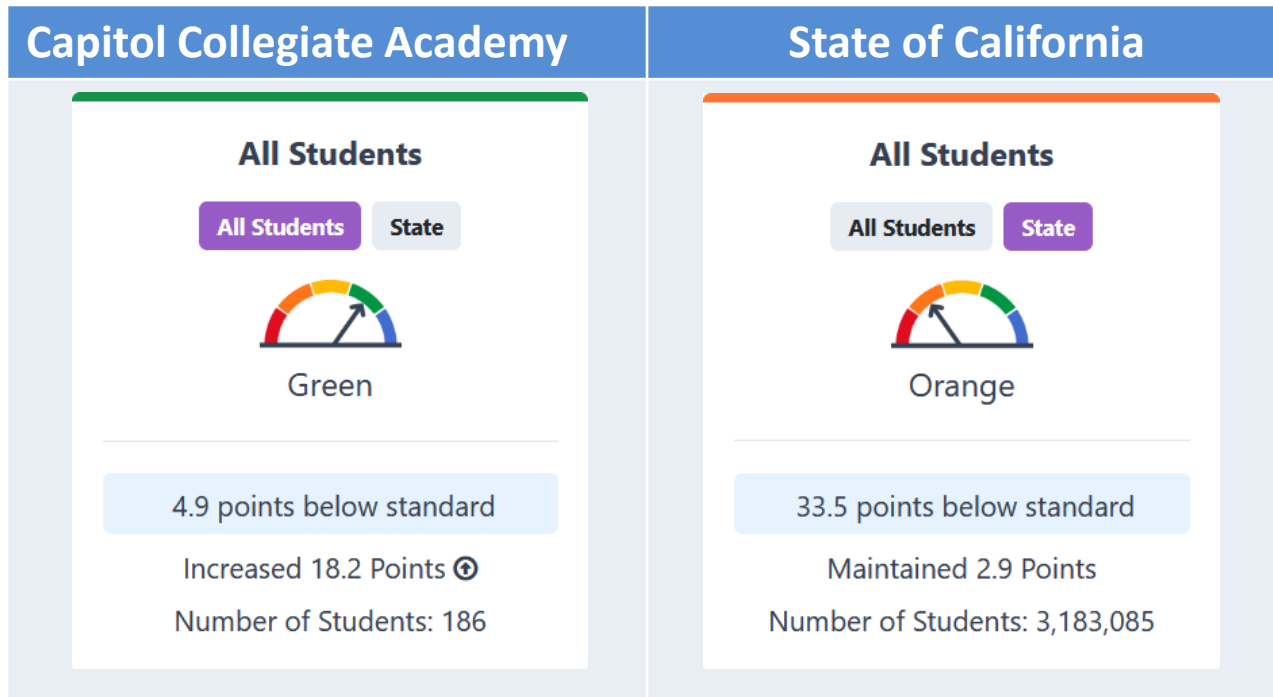 Capitol Collegiate Academy
State of California
All Students
All Students State
Green
4.9 points below standard
Increased 18.2 Points
Number of Students: 186
All Students
All Students State
Orange
33.5 points below standard
Maintained 2.9 Points
Number of Students: 3,183,085